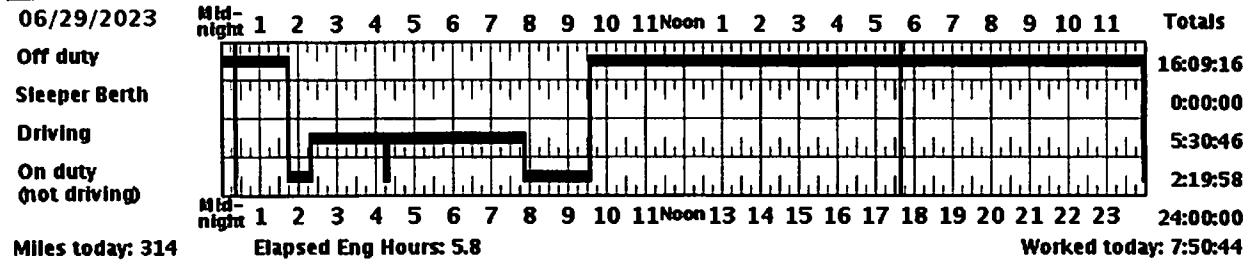 06/29/2023
Mid-night 1 2 3 4 5 6 7 8 9 10 11 Noon 1 2 3 4 5 6 7 8 9 10 11 Totals
Off duty 16:09:16
Sleeper Berth 0:00:00
Driving 5:30:46
On duty
(not driving) 2:19:58
Mid-night 1 2 3 4 5 6 7 8 9 10 11 Noon 13 14 15 16 17 18 19 20 21 22 23 24:00:00
Miles today: 314 Elapsed Eng Hours: 5.8 Worked today: 7:50:44